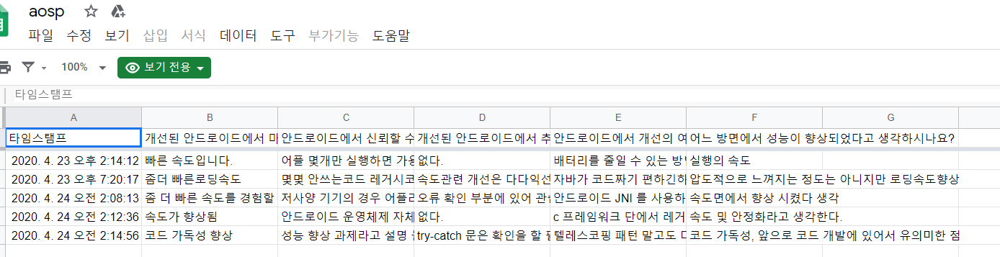 aosp
파일 수정 보기 삽입 서식 데이터 도구 부가기능 도움말
100% 보기 전용
타임스탬프
A B C D E F G
타임스탬프 개선된 안드로이드에서 마 안드로이드에서 신뢰할 수 개선된 안드로이드에서 추 안드로이드에서 개선의 여 어느 방면에서 성능이 향상되었다고 생각하시나요?
2020. 4. 23 오후 2:14:12 빠른 속도입니다. 어플 몇개만 실행하면 가용 없다. 배터리를 줄일 수 있는 방법 실행의 속도
2020. 4. 23 오후 7:20:17 좀더 빠른로딩속도 몇몇 안쓰는코드 레거시코 속도관련 개선은 다다익선 자바가 코드짜기 편하긴하 압도적으로 느껴지는 정도는 아니지만 로딩속도향상
2020. 4. 24 오전 2:08:13 좀 더 빠른 속도를 경험할 저사양 기기의 경우 어플리 오류 확인 부분에 있어 관 안드로이드 JNI 를 사용하 속도면에서 향상 시켰다 생각
2020. 4. 24 오전 2:12:36 속도가 향상됨 안드로이드 운영체제 자체 없다. c 프레임워크 단에서 레거 속도 및 안정화라고 생각한다.
2020. 4. 24 오전 2:14:56 코드 가독성 향상 성능 향상 과제라고 설명 try-catch 문은 확인을 할 텔레스코핑 패턴 말고도 코드 가독성, 앞으로 코드 개발에 있어서 유의미한 점